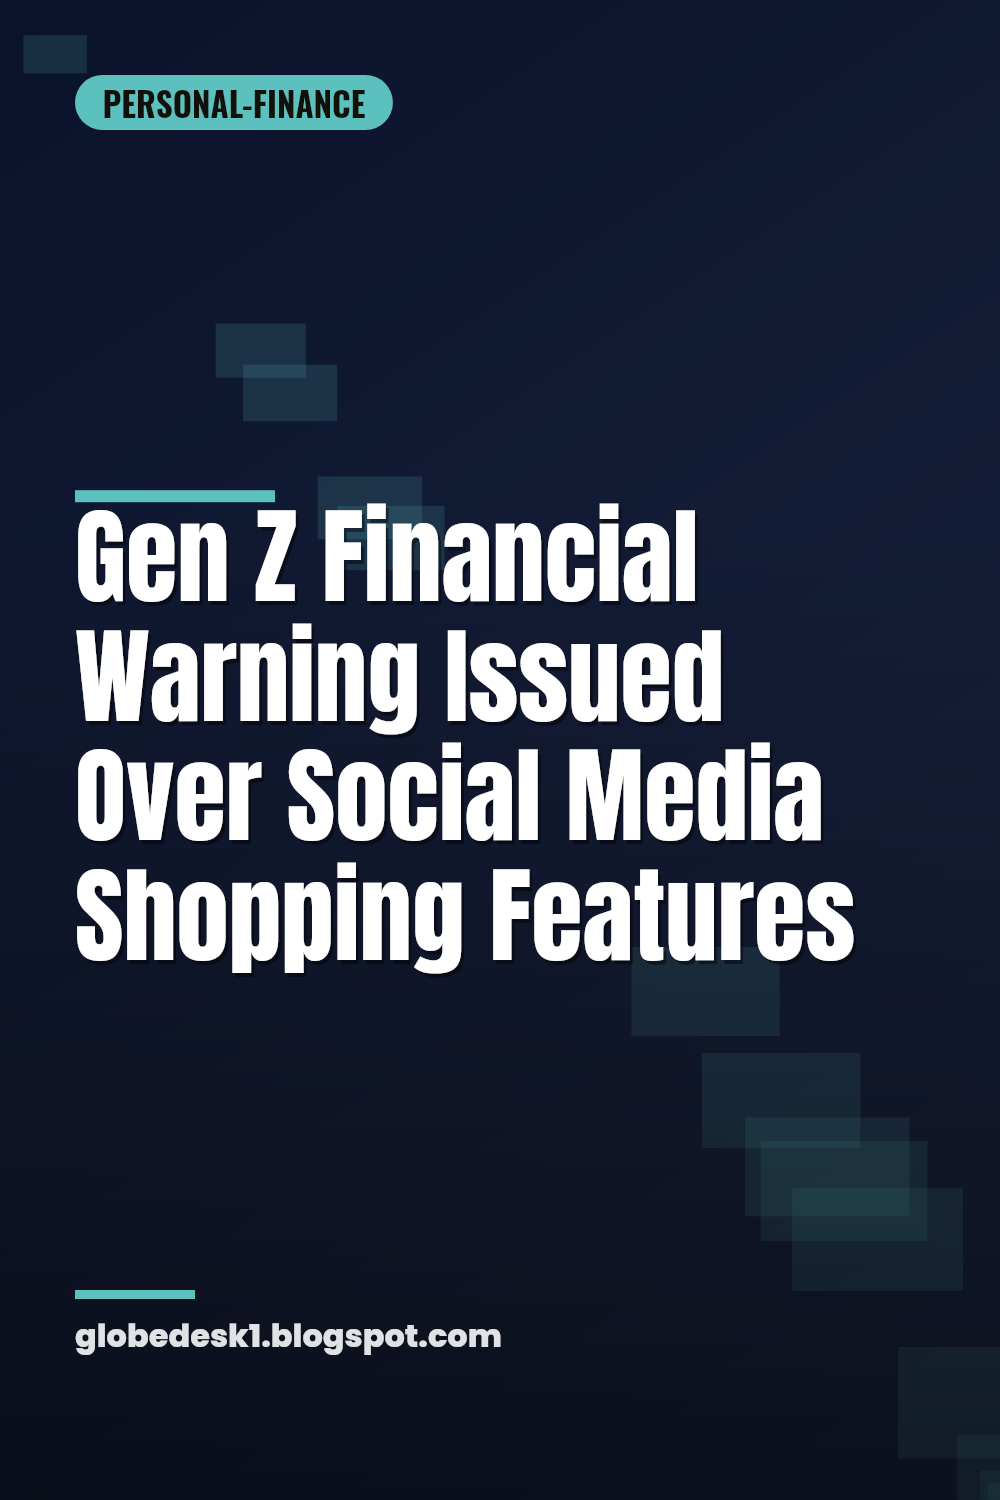 PERSONAL-FINANCE
Gen Z Financial
Warning Issued
Over Social Media
Shopping Features
globedesk1.blogspot.com